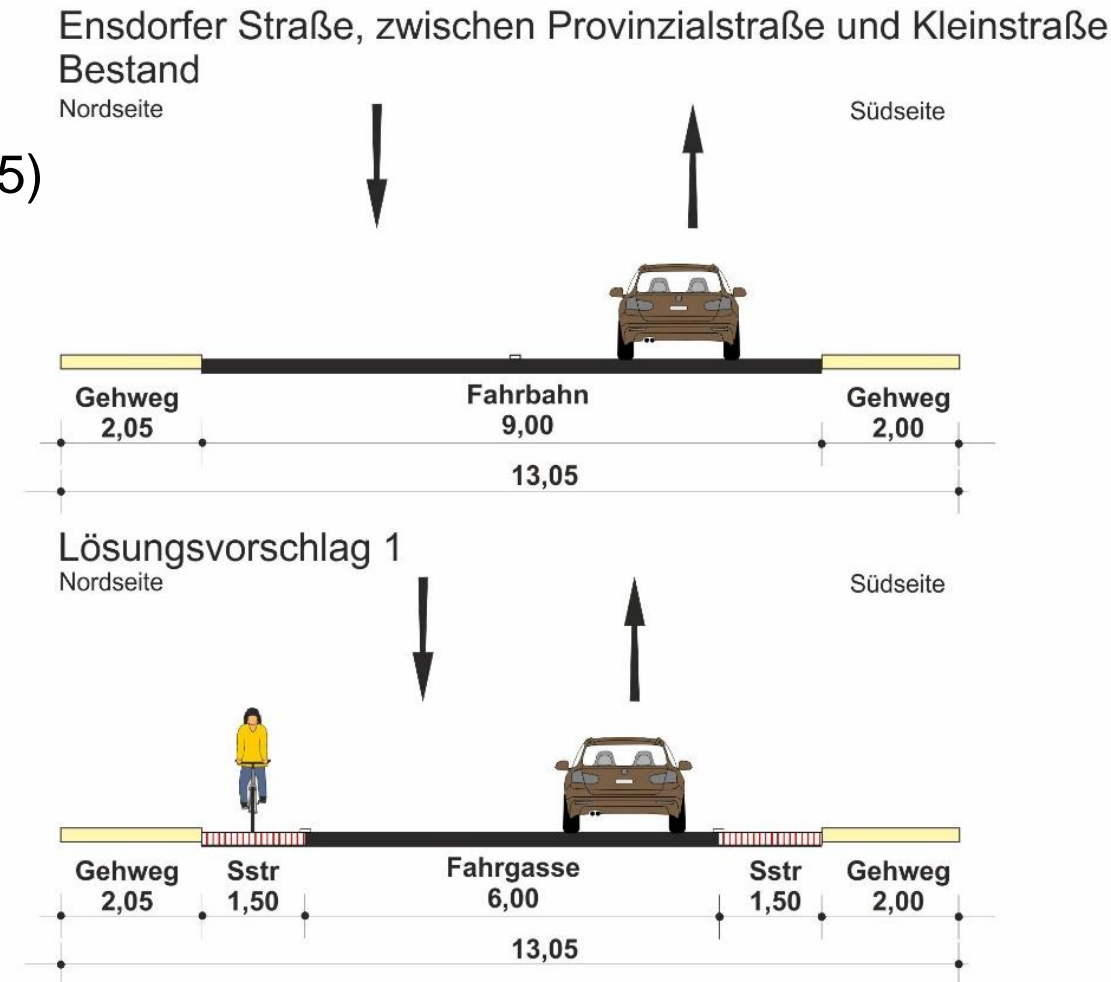 Ensdorfer Straße, zwischen Provinzialstraße und Kleinstraße
Bestand
Nordseite Südseite
5)
Gehweg Fahrbahn Gehweg
2,05 9,00 2,00
13,05
Lösungsvorschlag 1
Nordseite Südseite
Gehweg Sstr Fahrgasse Sstr Gehweg
2,05 1,50 6,00 1,50 2,00
13,05